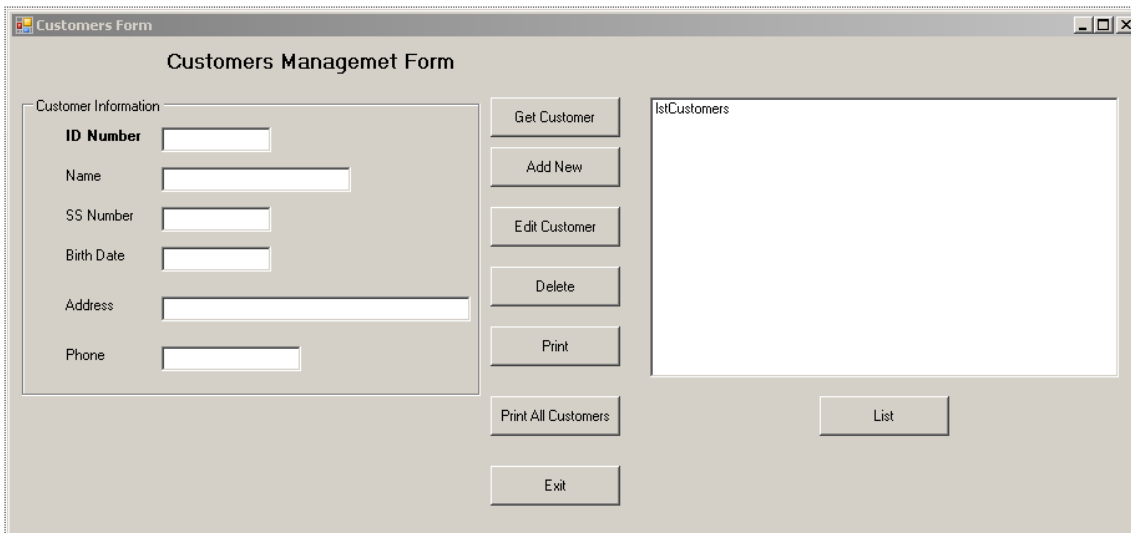 Customers Form
Customers Managemet Form
Customer Information
ID Number
Name
SS Number
Birth Date
Address
Phone
Get Customer
Add New
Edit Customer
Delete
Print
Print All Customers
Exit
lstCustomers
List